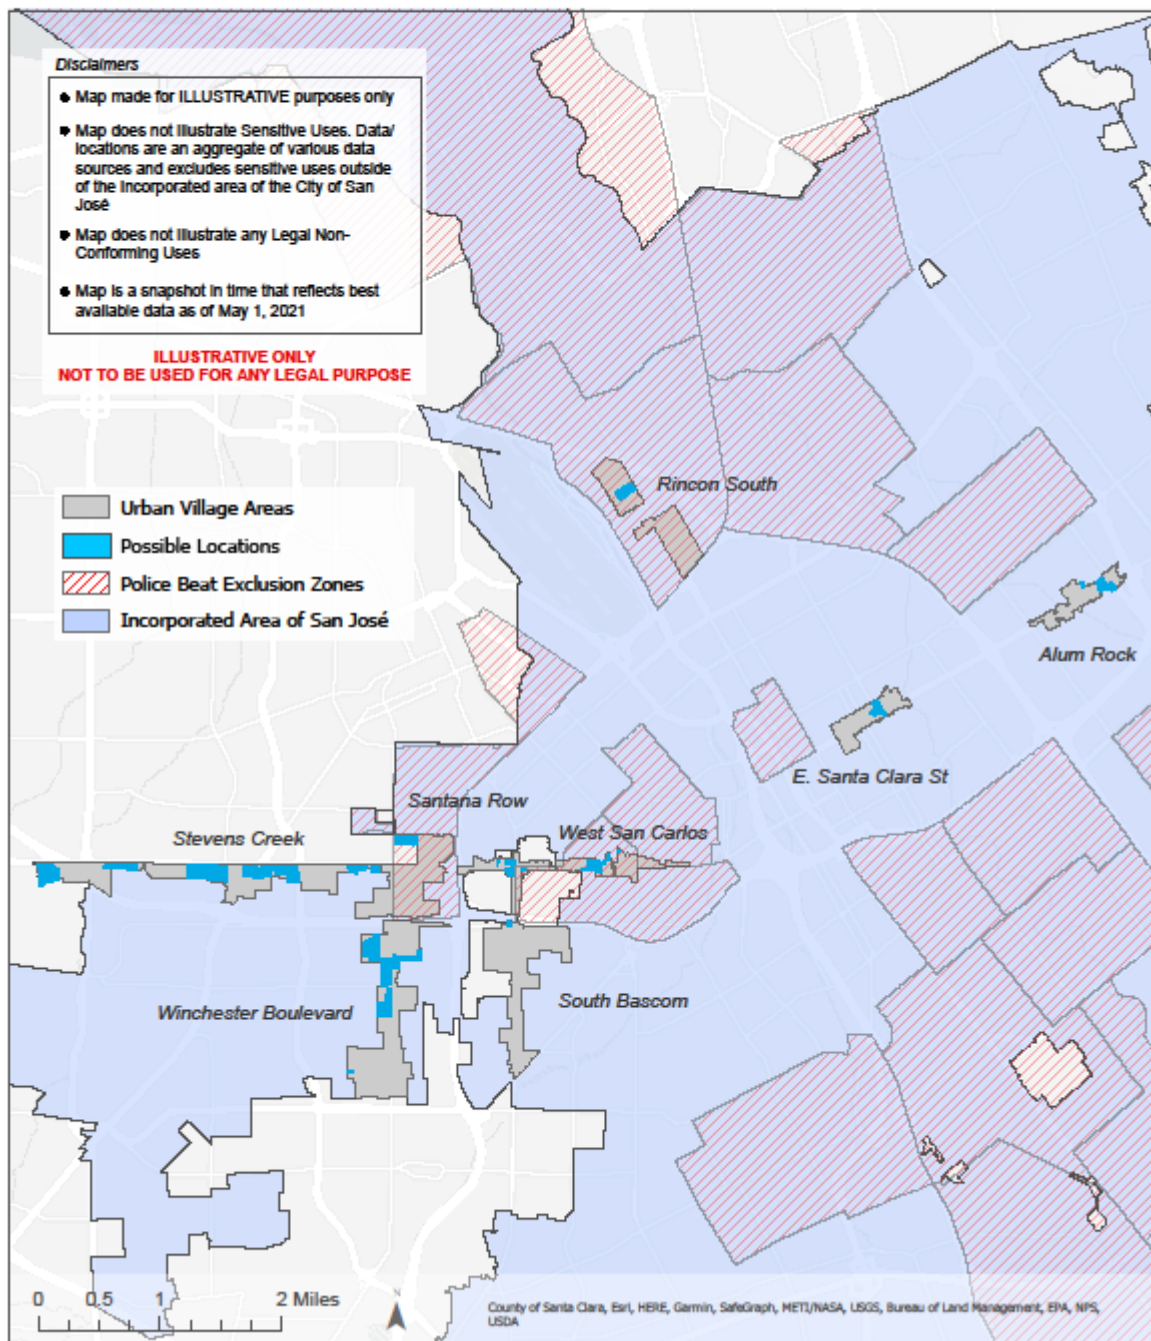 Disclaimers
● Map made for ILLUSTRATIVE purposes only
● Map does not Illustrate Sensitive Uses. Data/
locations are an aggregate of various data
sources and excludes sensitive uses outside
of the Incorporated area of the City of San
José
● Map does not Illustrate any Legal Non-
Conforming Uses
● Map is a snapshot in time that reflects best
available data as of May 1, 2021
ILLUSTRATIVE ONLY
NOT TO BE USED FOR ANY LEGAL PURPOSE
Urban Village Areas
Possible Locations
Police Beat Exclusion Zones
Incorporated Area of San José
Rincon South
Alum Rock
E. Santa Clara St
Santana Row
Stevens Creek
West San Carlos
Winchester Boulevard
South Bascom
0 0.5 1 2 Miles
County of Santa Clara, Esri, HERE, Garmin, SafeGraph, METI/NASA, USGS, Bureau of Land Management, EPA, NPS,
USDA